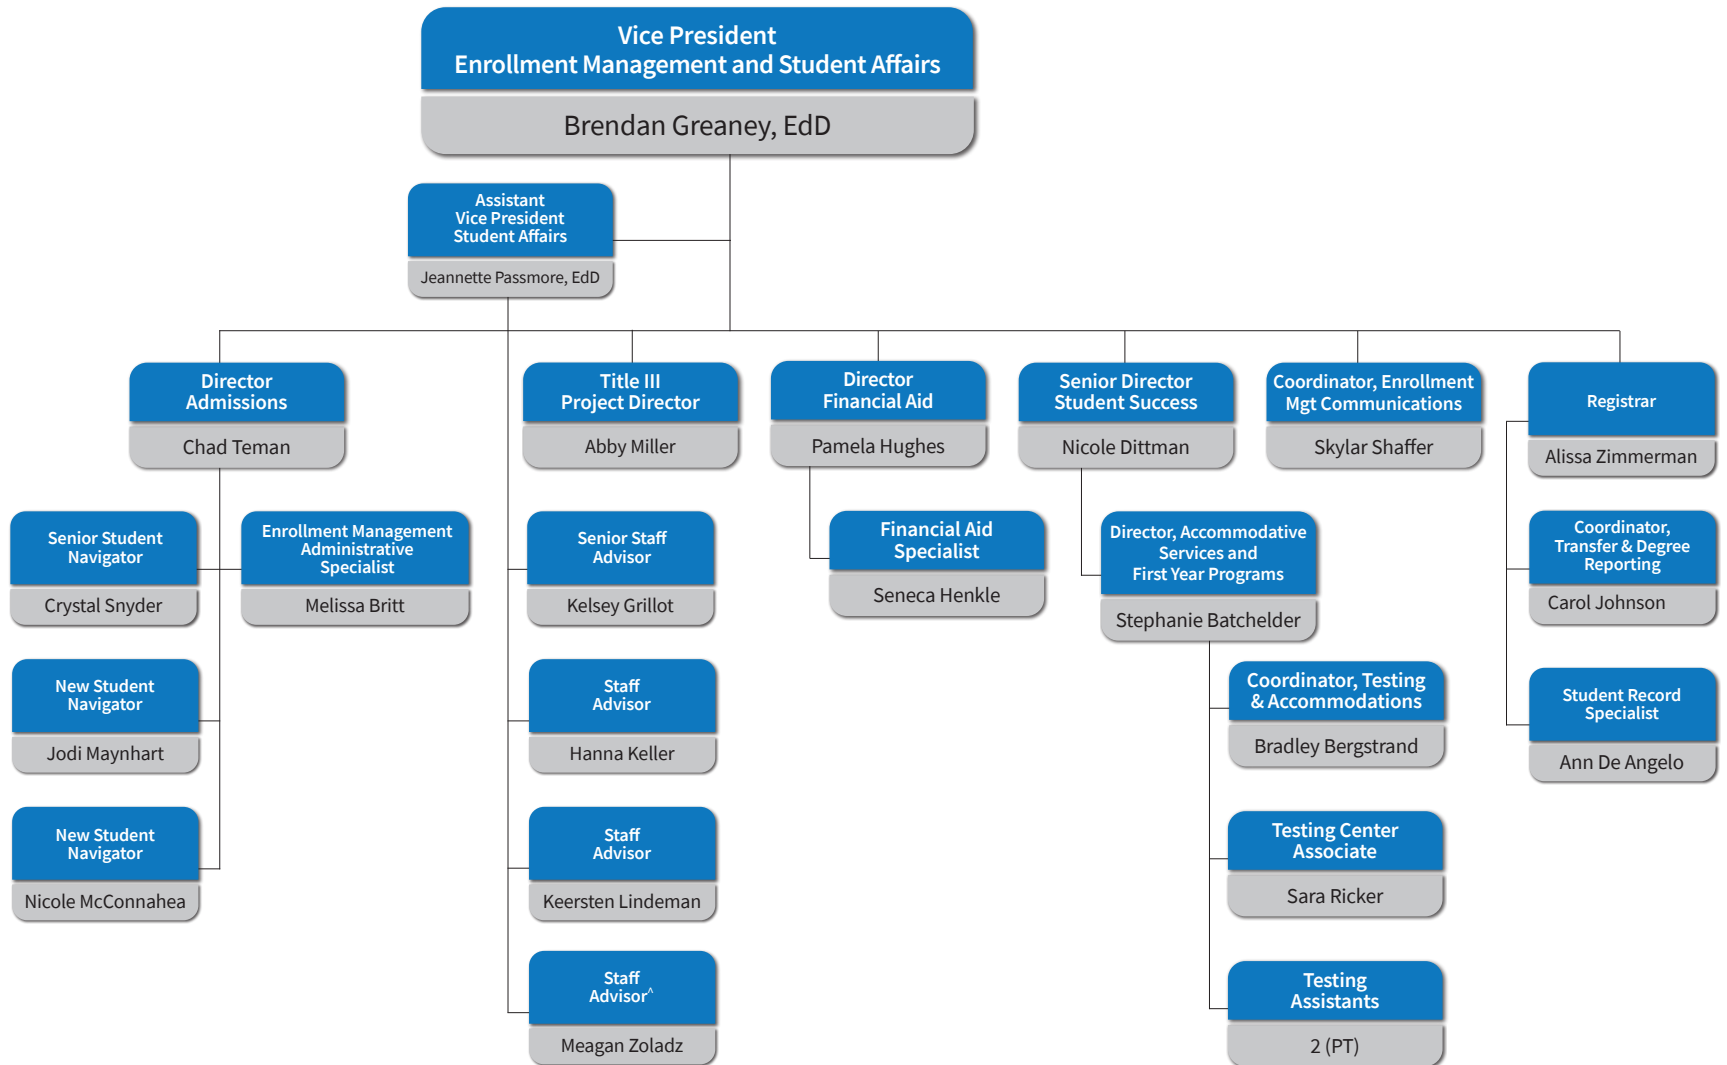 Vice President
Enrollment Management and Student Affairs
Brendan Greaney, EdD
Assistant
Vice President
Student Affairs
Jeannette Passmore, EdD
Director
Admissions
Chad Teman
Title III
Project Director
Abby Miller
Director
Financial Aid
Pamela Hughes
Senior Director
Student Success
Nicole Dittman
Coordinator, Enrollment
Mgt Communications
Skylar Shaffer
Registrar
Alissa Zimmerman
Senior Student
Navigator
Crystal Snyder
Enrollment Management
Administrative
Specialist
Melissa Britt
Senior Staff
Advisor
Kelsey Grillot
Financial Aid
Specialist
Seneca Henkle
Director, Accommodative
Services and
First Year Programs
Stephanie Batchelder
Coordinator,
Transfer & Degree
Reporting
Carol Johnson
New Student
Navigator
Jodi Maynhart
Staff
Advisor
Hanna Keller
Coordinator, Testing
& Accommodations
Bradley Bergstrand
Student Record
Specialist
Ann De Angelo
New Student
Navigator
Nicole McConnahea
Staff
Advisor
Keersten Lindeman
Testing Center
Associate
Sara Ricker
Staff
Advisor^
Meagan Zoladz
Testing
Assistants
2 (PT)